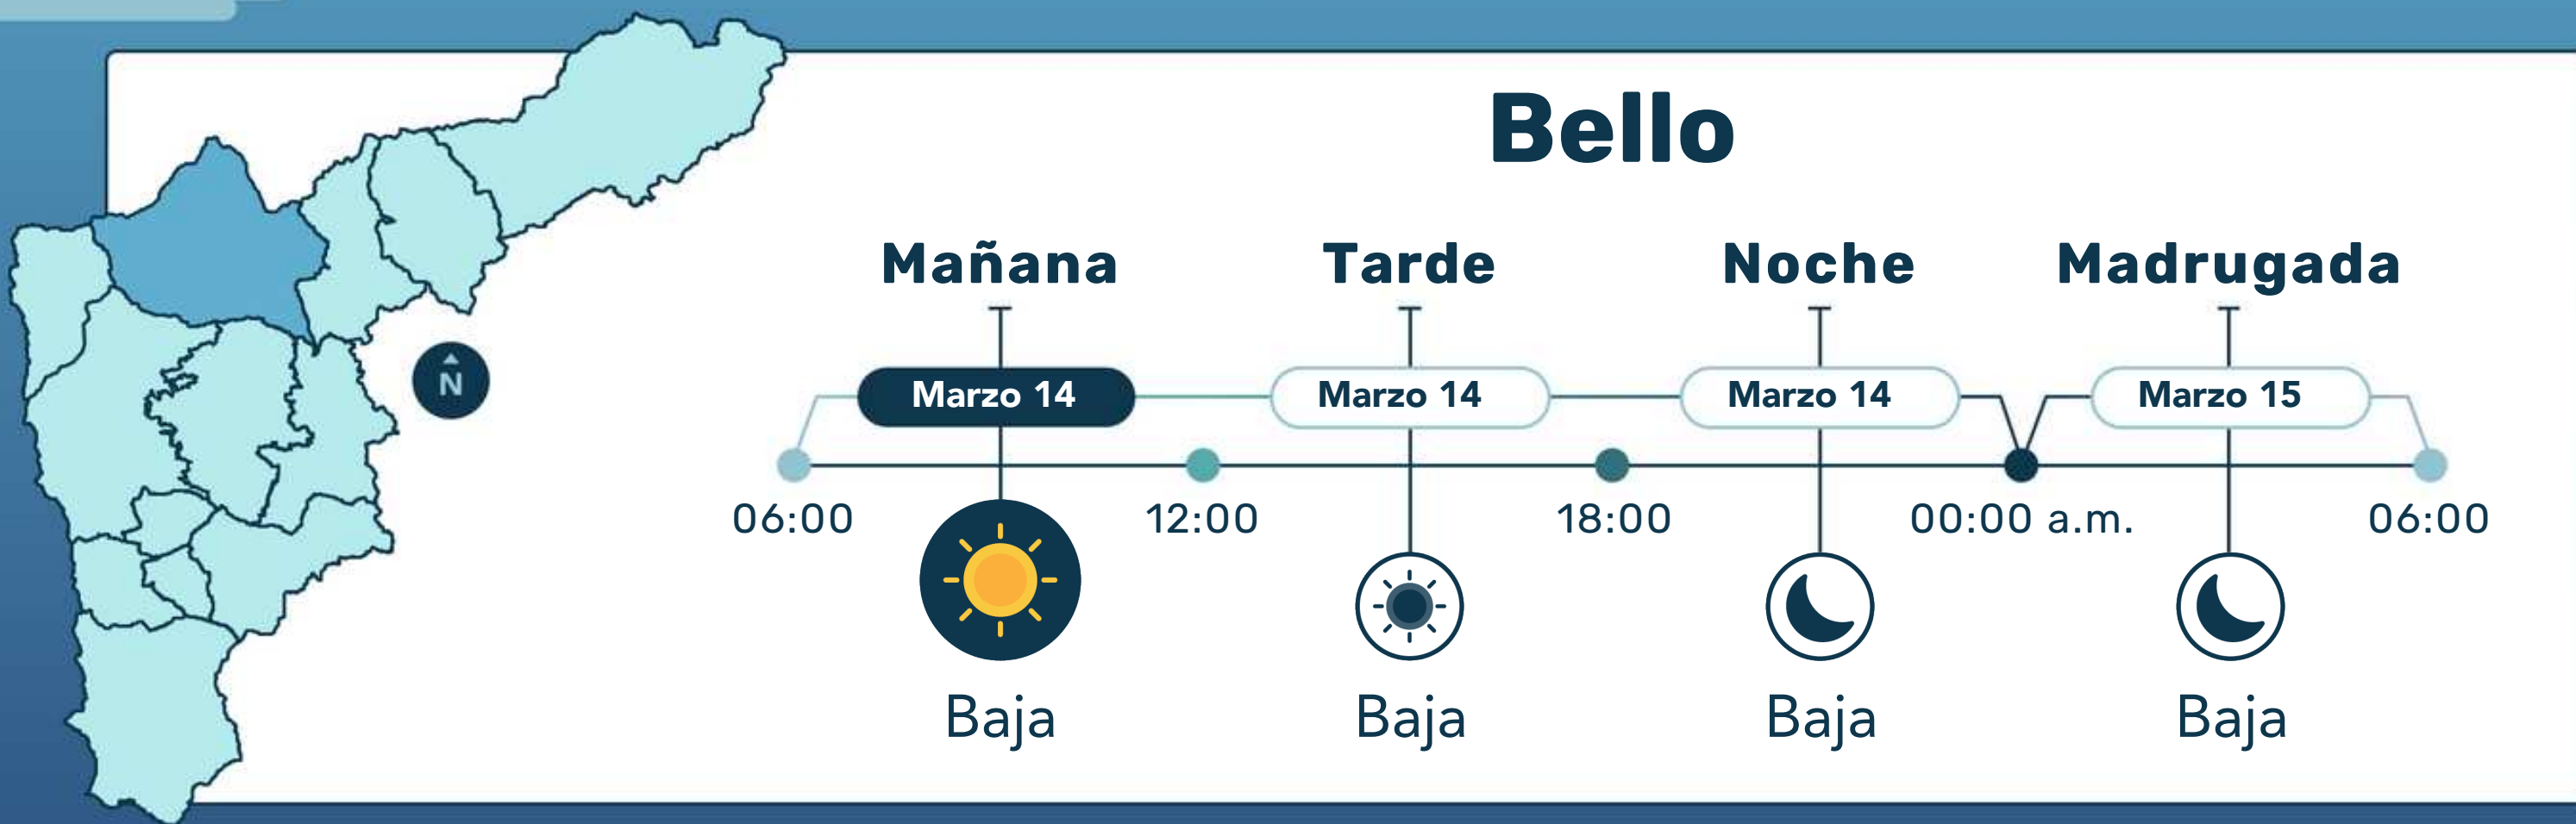 Bello
Mañana Tarde Noche Madrugada
N
Marzo 14 Marzo 14 Marzo 14 Marzo 15
06:00 12:00 18:00 00:00 a.m. 06:00
Baja Baja Baja Baja